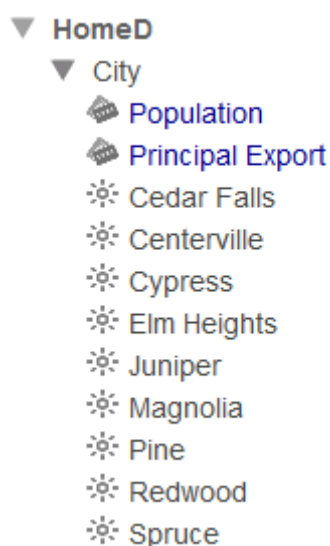 HomeD
City
Population
Principal Export
Cedar Falls
Centerville
Cypress
Elm Heights
Juniper
Magnolia
Pine
Redwood
Spruce